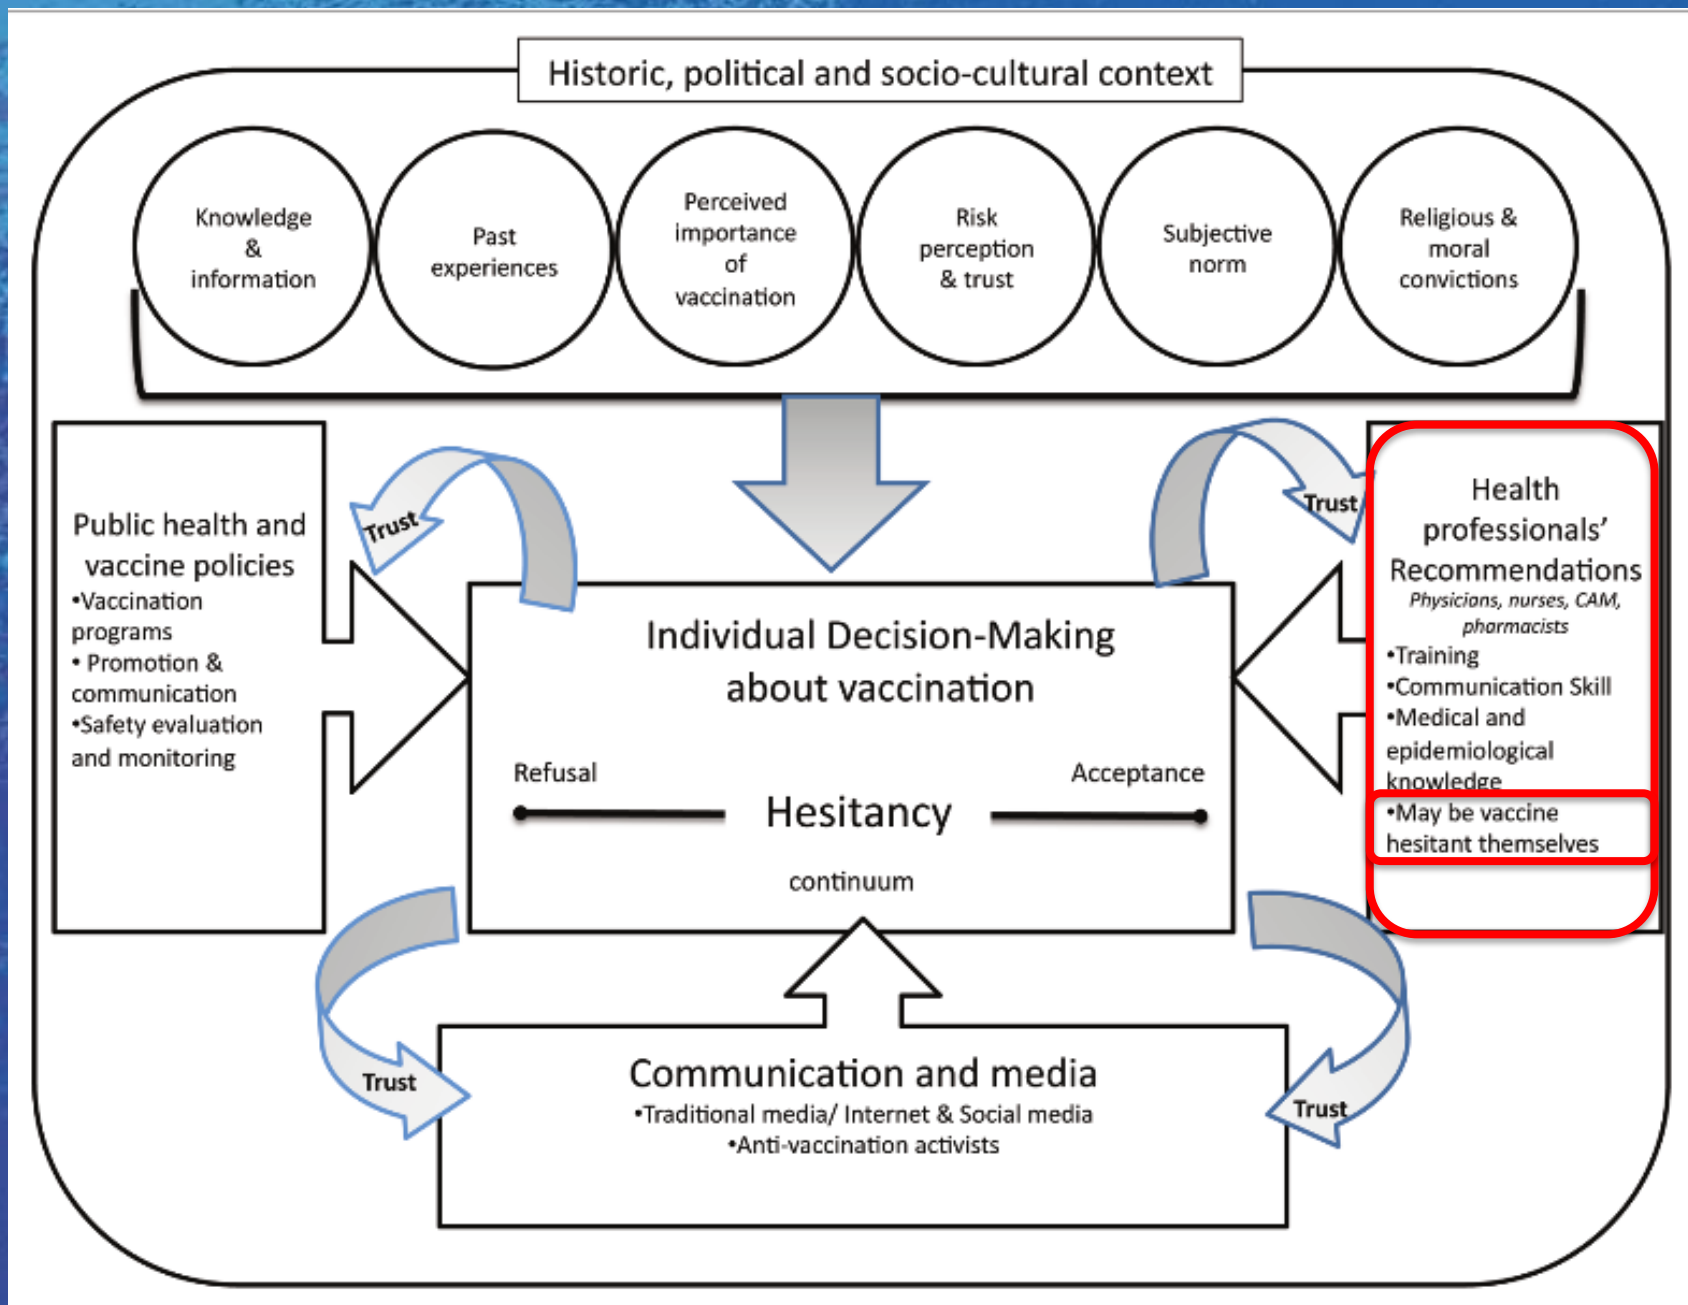 Historic, political and socio-cultural context
Knowledge
&
information
Past
experiences
Perceived
importance
of
vaccination
Risk
perception
& trust
Subjective
norm
Religious &
moral
convictions
Public health and
vaccine policies
•Vaccination
programs
• Promotion &
communication
•Safety evaluation
and monitoring
Trust
Trust
Individual Decision-Making
about vaccination
Refusal
Acceptance
Hesitancy
continuum
Health
professionals’
Recommendations
Physicians, nurses, CAM,
pharmacists
•Training
•Communication Skill
•Medical and
epidemiological
knowledge
•May be vaccine
hesitant themselves
Trust
Trust
Communication and media
•Traditional media/ Internet & Social media
•Anti-vaccination activists